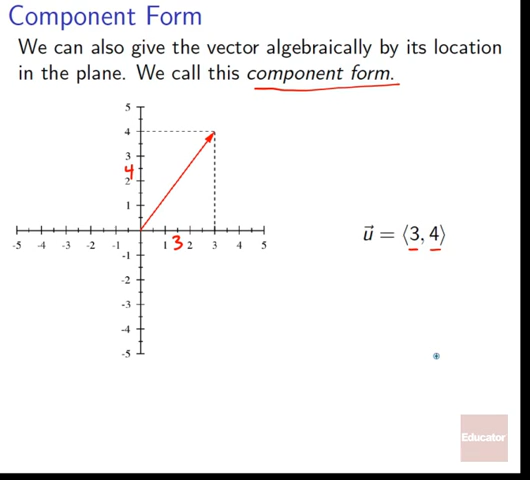 Component Form
We can also give the vector algebraically by its location
in the plane. We call this component form.
5
4
3
4
2
1
-5 -4 -3 -2 -1 1 3 2 3 4 5
-1
-2
-3
-4
-5
u⃗ = ⟨3, 4⟩
Educator